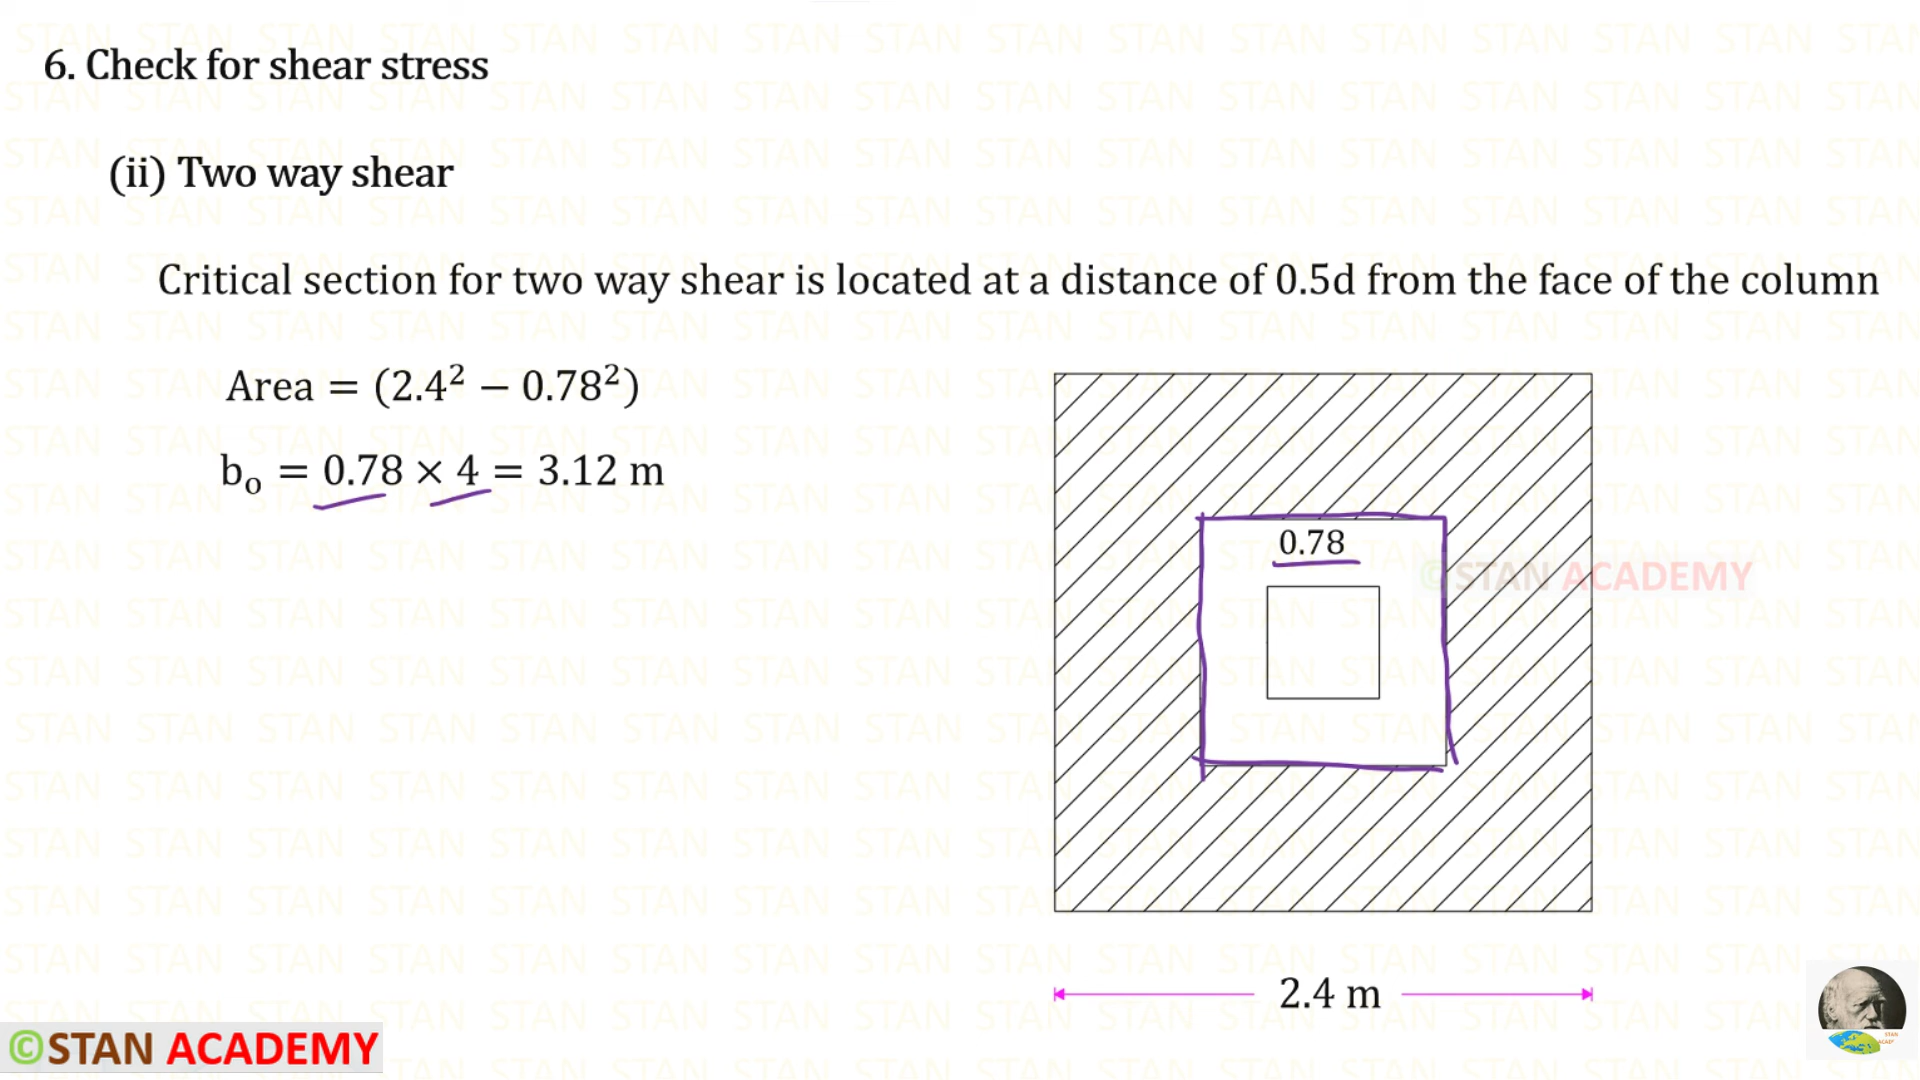 6. Check for shear stress
(ii) Two way shear
Critical section for two way shear is located at a distance of 0.5d from the face of the column
Area = (2.4² − 0.78²)
bₒ = 0.78 × 4 = 3.12 m
0.78
©STAN ACADEMY
2.4 m
©STAN ACADEMY